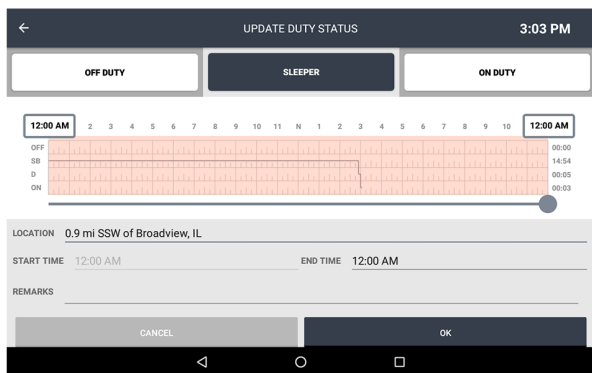 UPDATE DUTY STATUS 3:03 PM
OFF DUTY SLEEPER ON DUTY
12:00 AM 2 3 4 5 6 7 8 9 10 11 N 1 2 3 4 5 6 7 8 9 10 12:00 AM
OFF 00:00
SB 14:54
D 00:05
ON 00:03
LOCATION 0.9 mi SSW of Broadview, IL
START TIME 12:00 AM END TIME 12:00 AM
REMARKS
CANCEL OK